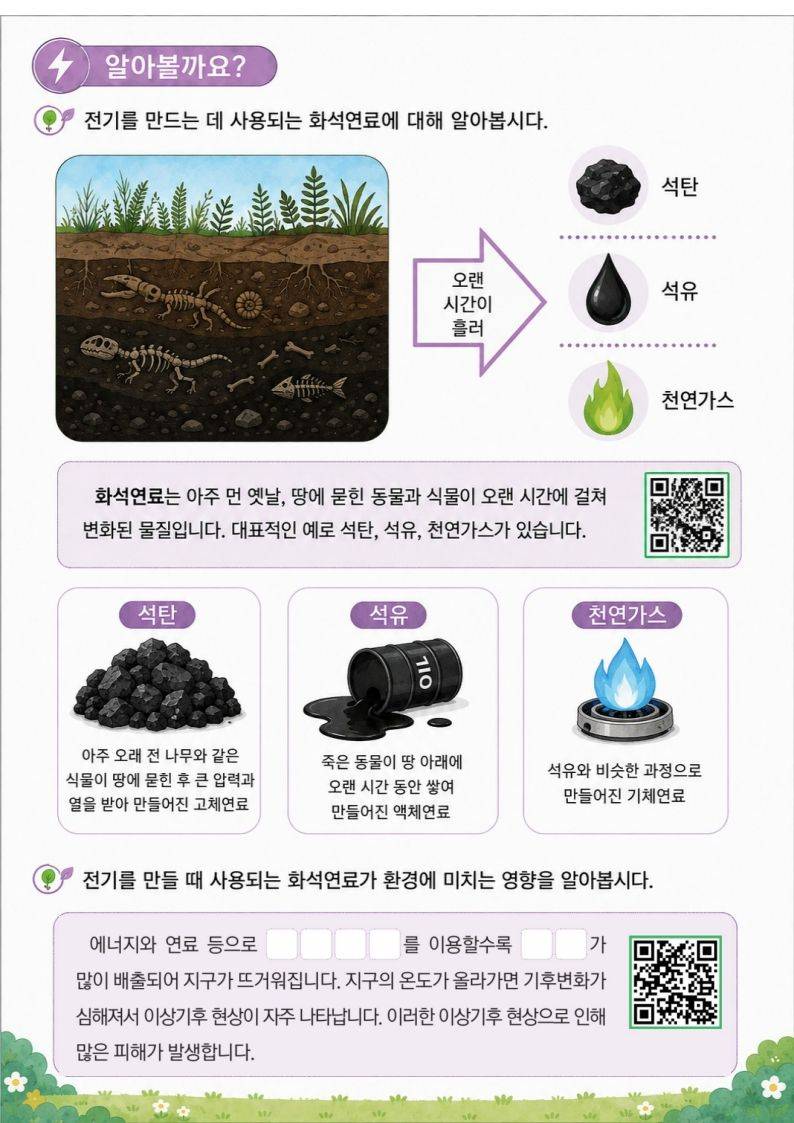 알아볼까요?
전기를 만드는 데 사용되는 화석연료에 대해 알아봅시다.
오랜
시간이
흘러
석탄
석유
천연가스
화석연료는 아주 먼 옛날, 땅에 묻힌 동물과 식물이 오랜 시간에 걸쳐
변화된 물질입니다. 대표적인 예로 석탄, 석유, 천연가스가 있습니다.
석탄
아주 오래 전 나무와 같은
식물이 땅에 묻힌 후 큰 압력과
열을 받아 만들어진 고체연료
석유
OIL
죽은 동물이 땅 아래에
오랜 시간 동안 쌓여
만들어진 액체연료
천연가스
석유와 비슷한 과정으로
만들어진 기체연료
전기를 만들 때 사용되는 화석연료가 환경에 미치는 영향을 알아봅시다.
에너지와 연료 등으로 를 이용할수록 가
많이 배출되어 지구가 뜨거워집니다. 지구의 온도가 올라가면 기후변화가
심해져서 이상기후 현상이 자주 나타납니다. 이러한 이상기후 현상으로 인해
많은 피해가 발생합니다.